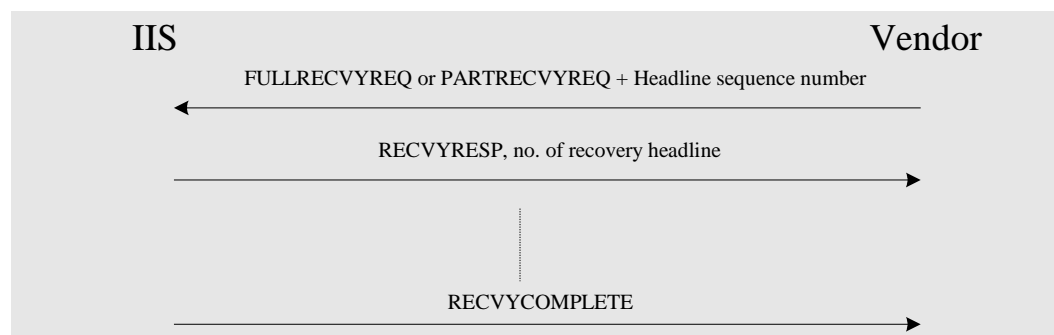 IIS
Vendor
FULLRECVYREQ or PARTRECVYREQ + Headline sequence number
RECVYRESP, no. of recovery headline
RECVYCOMPLETE